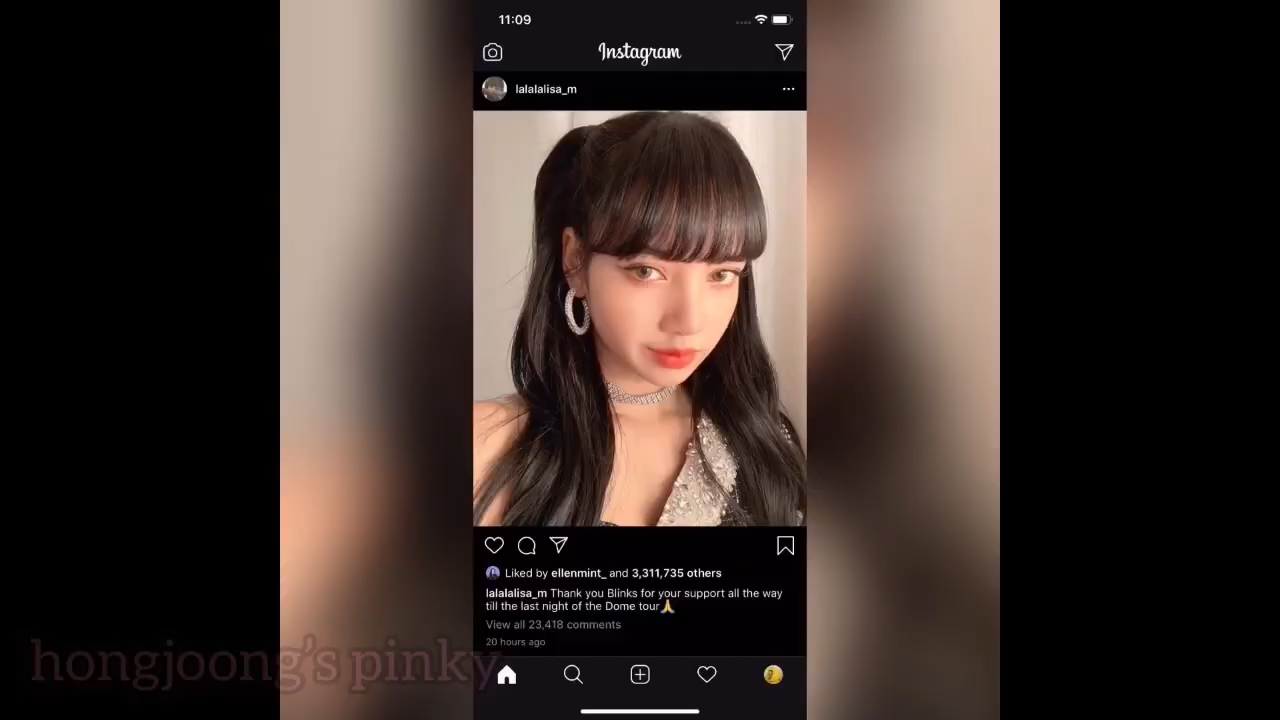 11:09
Instagram
lalalalisa_m
Liked by ellenmint_ and 3,311,735 others
lalalalisa_m Thank you Blinks for your support all the way
till the last night of the Dome tour🙏
View all 23,418 comments
20 hours ago
hongjoong's pinky